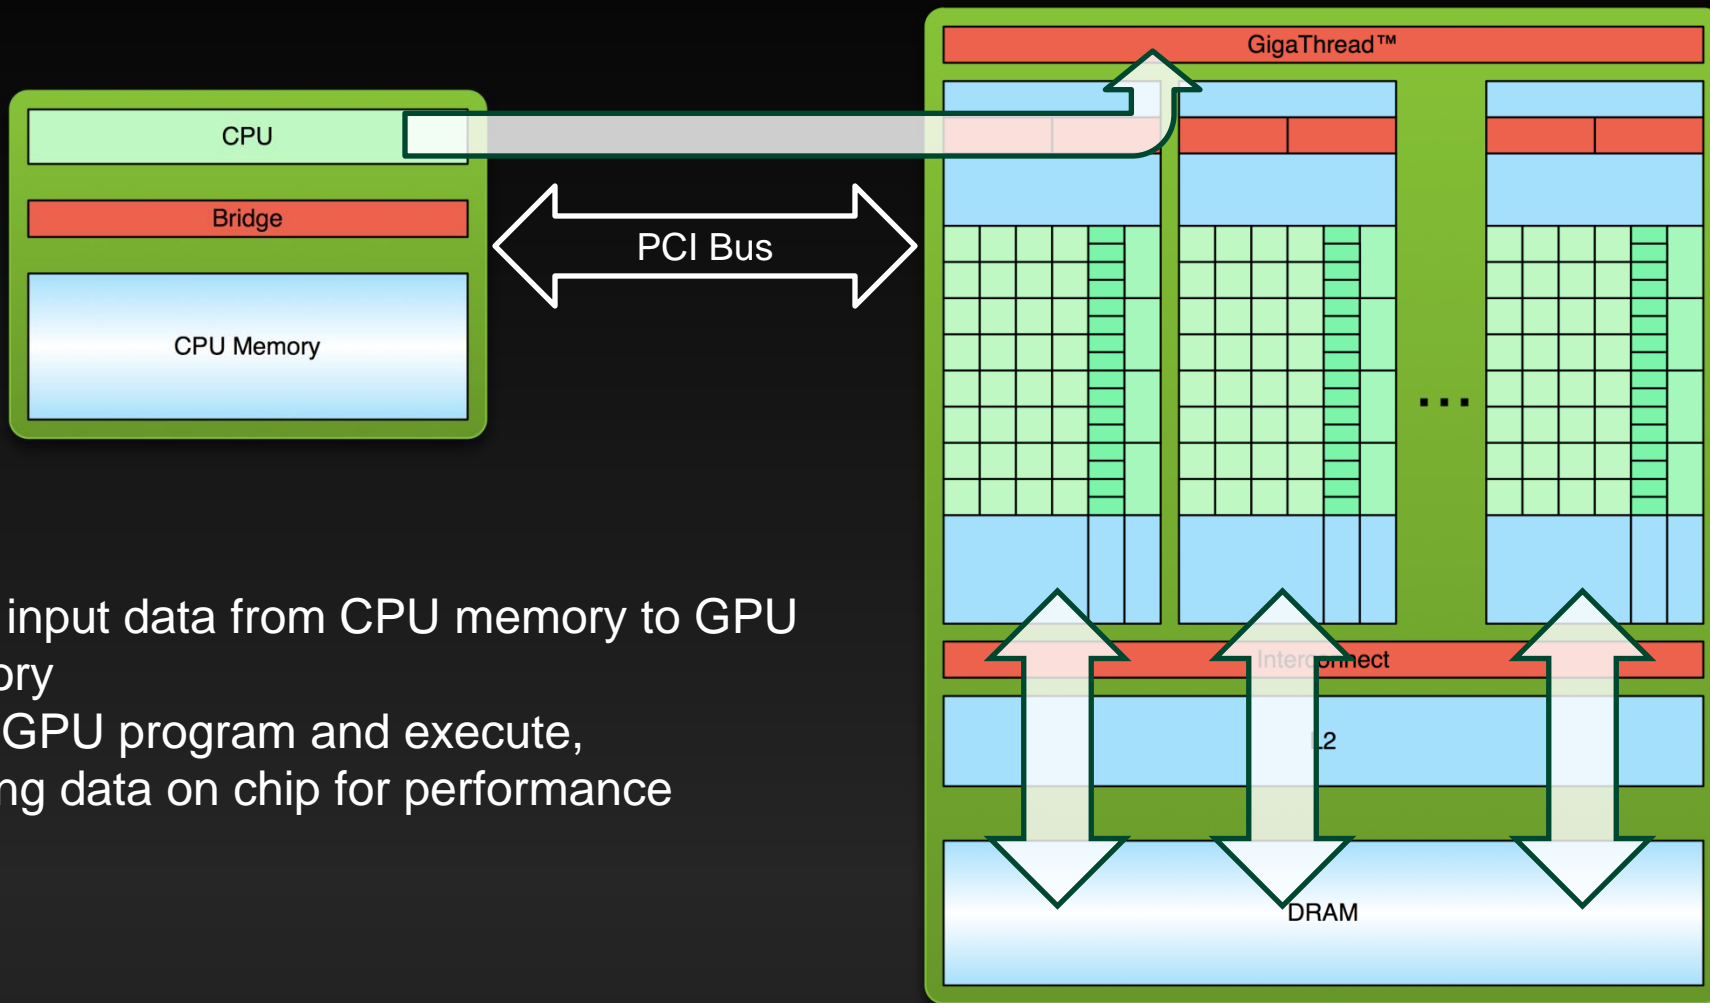 GigaThread™
CPU
Bridge
PCI Bus
CPU Memory
...
input data from CPU memory to GPU
ory
GPU program and execute,
ng data on chip for performance
Interconnect
L2
DRAM